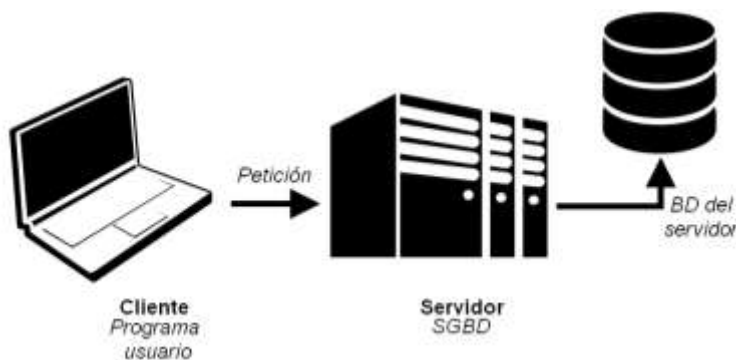 Petición
BD del
servidor
Cliente
Programa
usuario
Servidor
SGBD